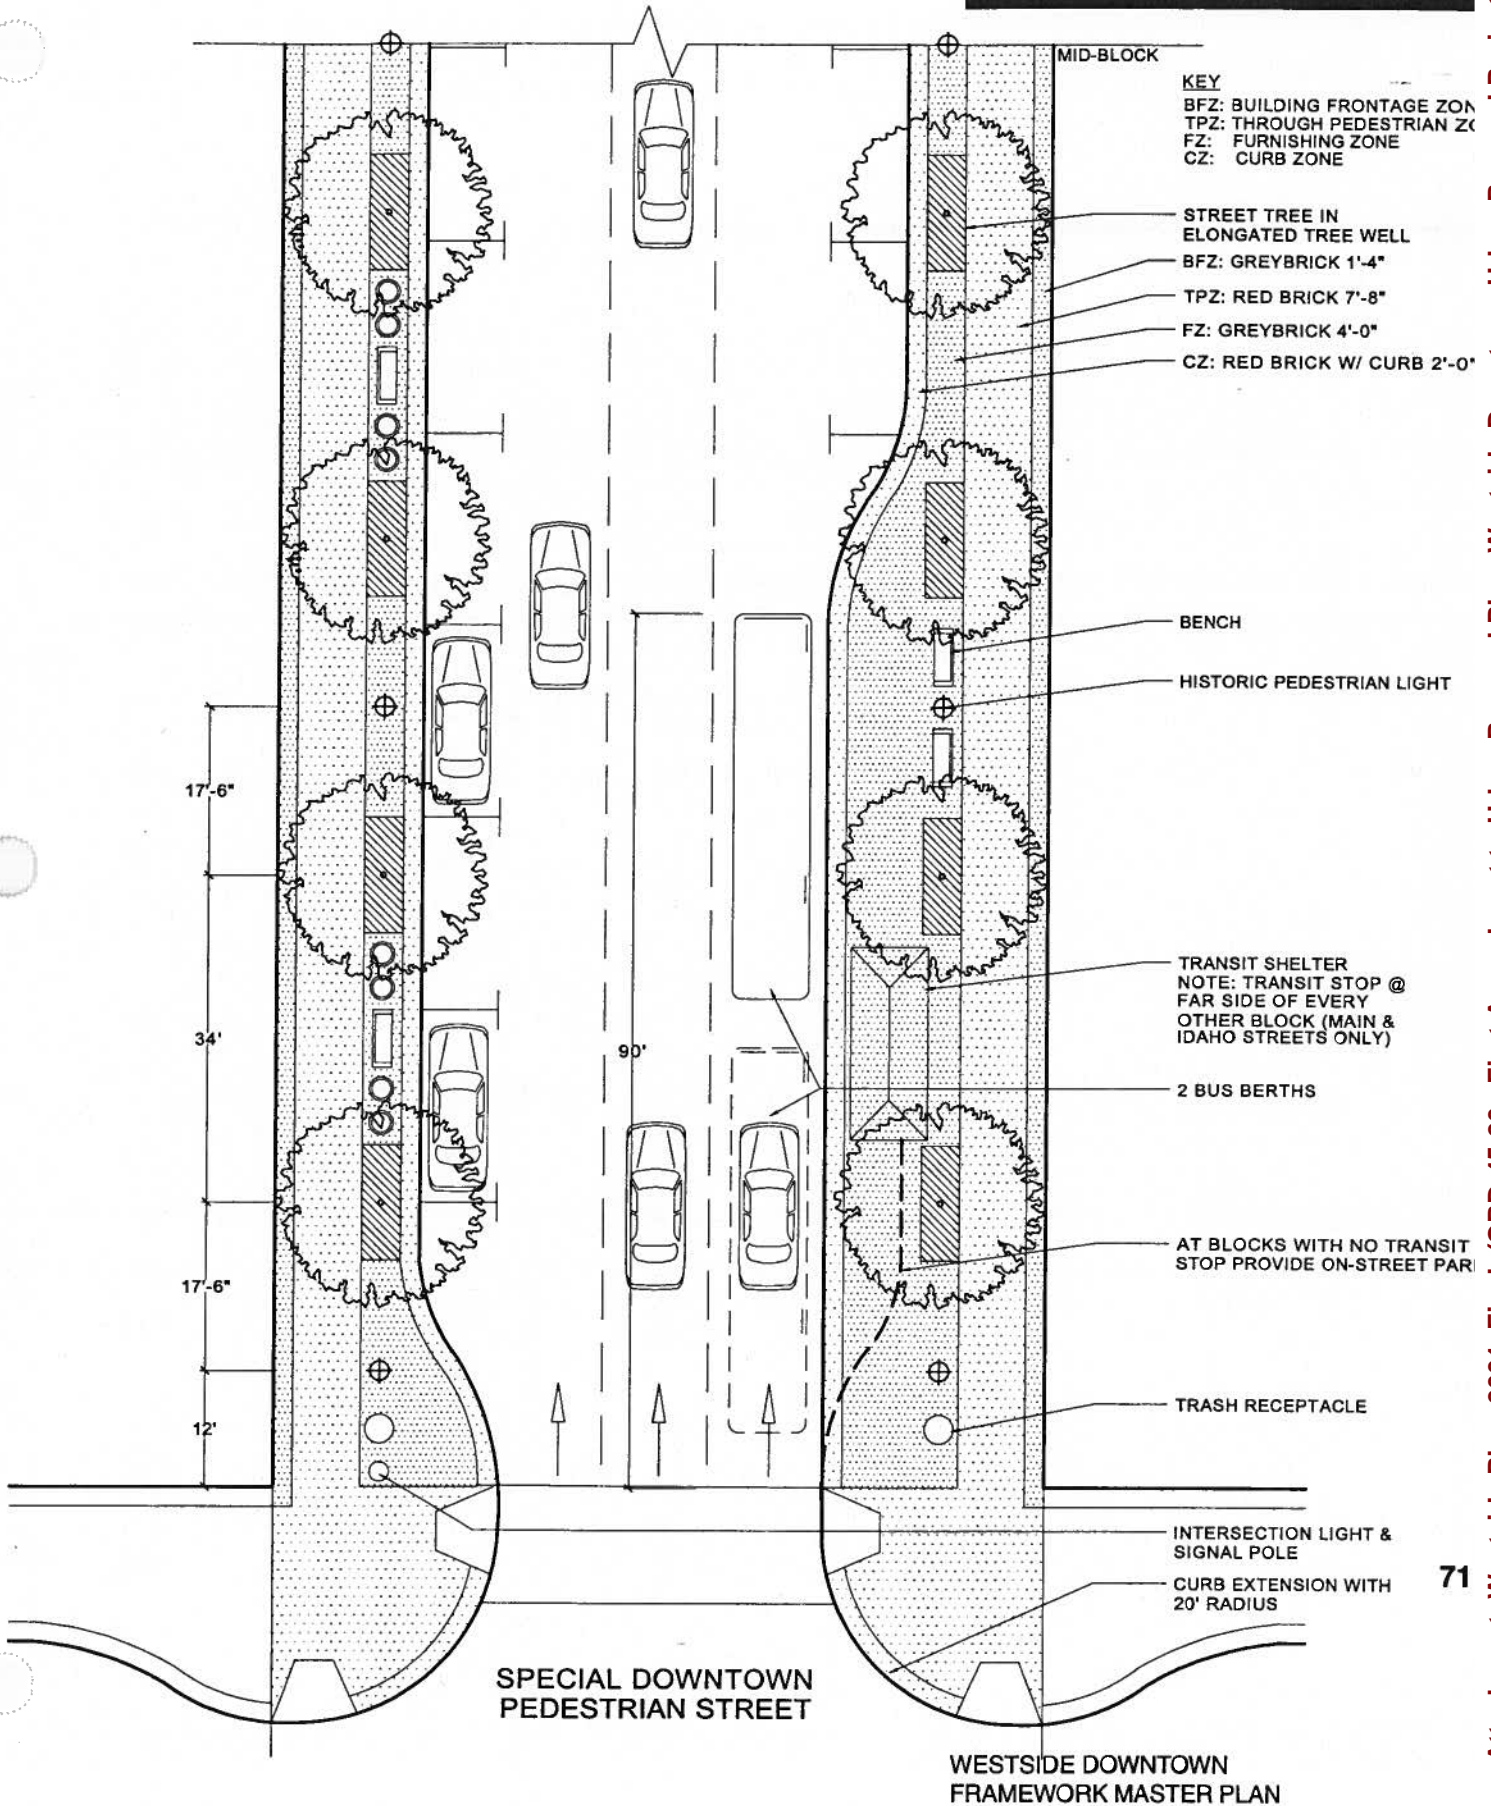 MID-BLOCK
KEY
BFZ: BUILDING FRONTAGE
TPZ: THROUGH PEDESTRIAN
FZ: FURNISHING ZONE
CZ: CURB ZONE
STREET TREE IN
ELONGATED TREE WELL
BFZ: GREYBRICK 1'-4"
TPZ: RED BRICK 7'-8"
FZ: GREYBRICK 4'-0"
CZ: RED BRICK W/ CURB 2'-0"
BENCH
HISTORIC PEDESTRIAN LIGHT
17'-6"
TRANSIT SHELTER
NOTE: TRANSIT STOP @
FAR SIDE OF EVERY
OTHER BLOCK (MAIN &
IDAHO STREETS ONLY)
34'
90'
2 BUS BERTHS
AT BLOCKS WITH NO TRANSIT
STOP PROVIDE ON-STREET
17'-6"
TRASH RECEPTACLE
12'
INTERSECTION LIGHT &
SIGNAL POLE
71
CURB EXTENSION WITH
20' RADIUS
SPECIAL DOWNTOWN
PEDESTRIAN STREET
WESTSIDE DOWNTOWN
FRAMEWORK MASTER PLAN